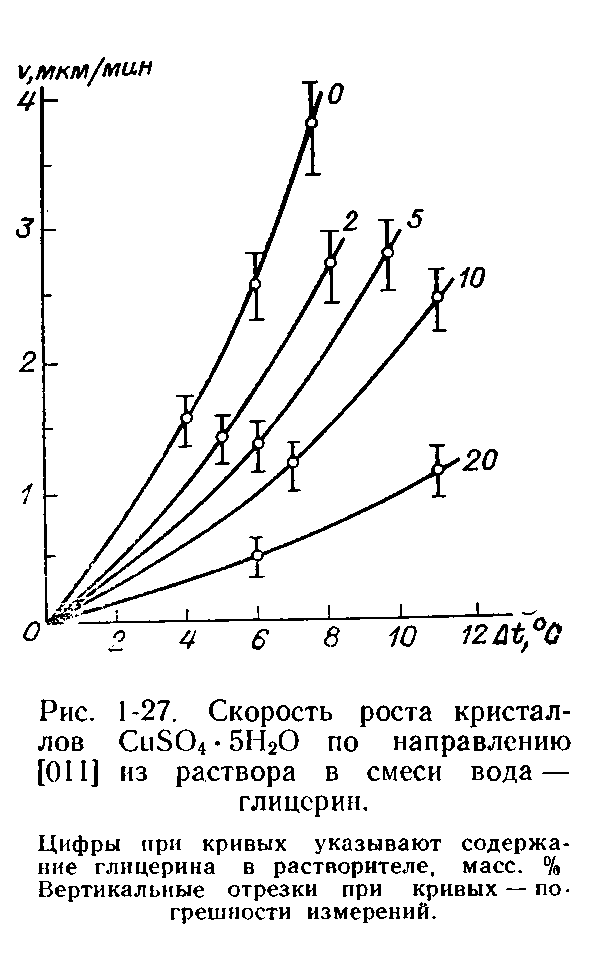 v, мкм/мин
4
0
3
2
5
10
2
20
1
0 2 4 6 8 10 12 Δt,°C
Рис. 1-27. Скорость роста кристал-
лов CuSO₄ · 5H₂O по направлению
[011] из раствора в смеси вода —
глицерин.
Цифры при кривых указывают содержа-
ние глицерина в растворителе, масс. %
Вертикальные отрезки при кривых — по-
грешности измерений.